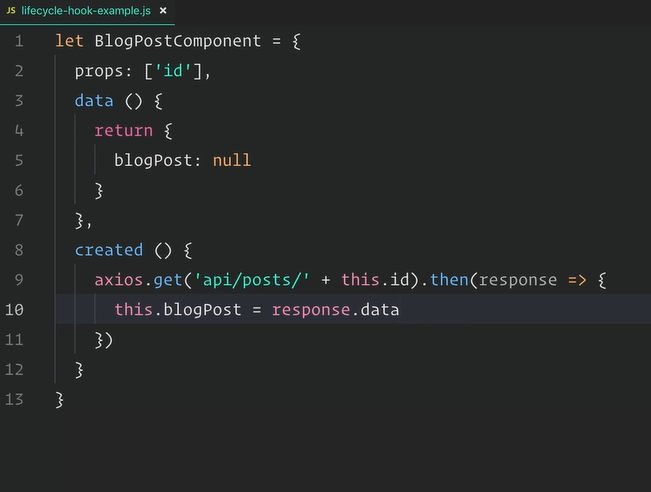 JS lifecycle-hook-example.js ×
1 let BlogPostComponent = {
2 props: ['id'],
3 data () {
4 return {
5 blogPost: null
6 }
7 },
8 created () {
9 axios.get('api/posts/' + this.id).then(response => {
10 this.blogPost = response.data
11 })
12 }
13 }